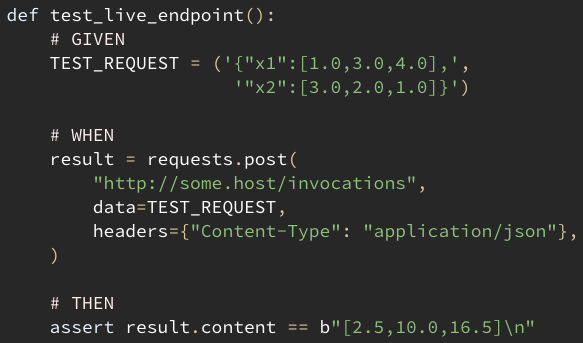 def test_live_endpoint():
    # GIVEN
    TEST_REQUEST = ('{"x1":[1.0,3.0,4.0],',
                    '"x2":[3.0,2.0,1.0]}')

    # WHEN
    result = requests.post(
        "http://some.host/invocations",
        data=TEST_REQUEST,
        headers={"Content-Type": "application/json"},
    )

    # THEN
    assert result.content == b"[2.5,10.0,16.5]\n"